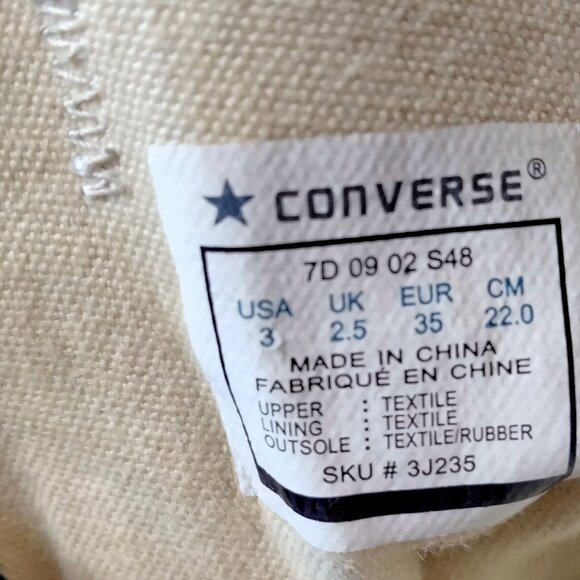 CONVERSE®
7D 09 02 S48
USA UK EUR CM
3 2.5 35 22.0
MADE IN CHINA
FABRIQUÉ EN CHINE
UPPER : TEXTILE
LINING : TEXTILE
OUTSOLE : TEXTILE/RUBBER
SKU # 3J235